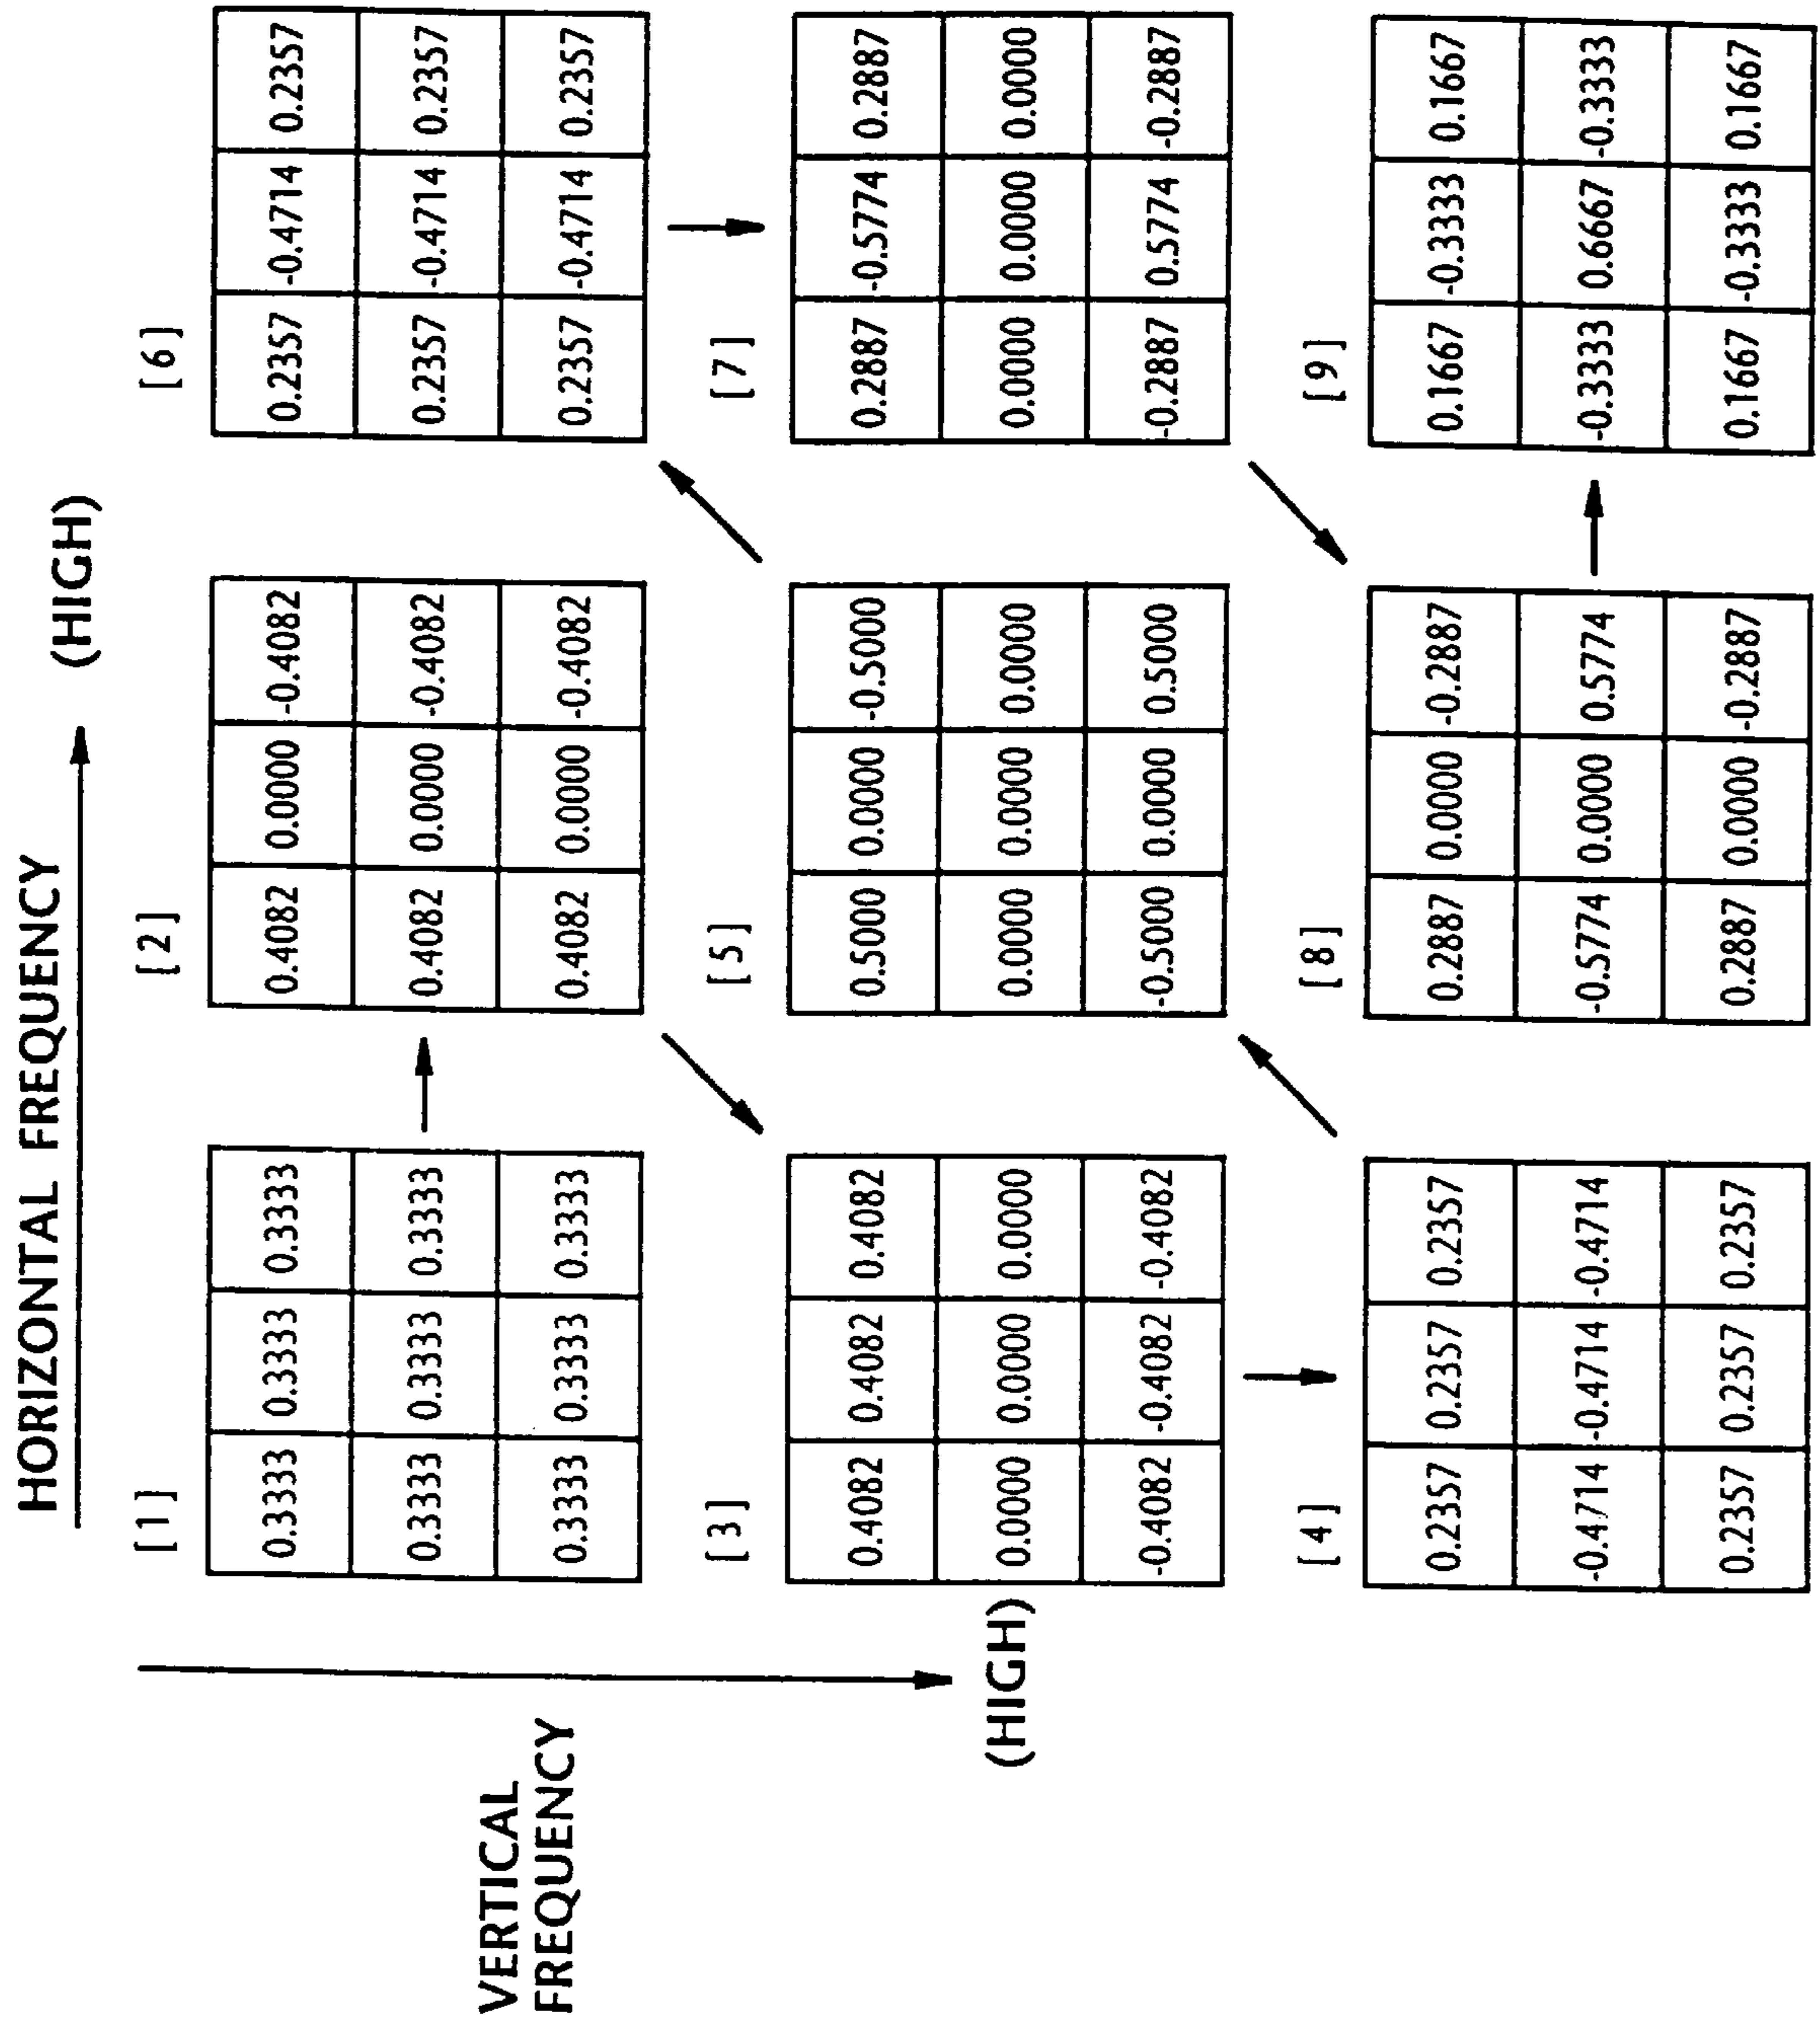 HORIZONTAL FREQUENCY
(HIGH)
VERTICAL
FREQUENCY
(HIGH)
[1]
0.3333 0.3333 0.3333
0.3333 0.3333 0.3333
0.3333 0.3333 0.3333
[2]
0.4082 0.0000 -0.4082
0.4082 0.0000 -0.4082
0.4082 0.0000 -0.4082
[6]
0.2357 -0.4714 0.2357
0.2357 -0.4714 0.2357
0.2357 -0.4714 0.2357
[3]
0.4082 0.4082 0.4082
0.0000 0.0000 0.0000
-0.4082 -0.4082 -0.4082
[5]
0.5000 0.0000 -0.5000
0.0000 0.0000 0.0000
-0.5000 0.0000 0.5000
[7]
0.2887 -0.5774 0.2887
0.0000 0.0000 0.0000
-0.2887 0.5774 -0.2887
[4]
0.2357 0.2357 0.2357
-0.4714 -0.4714 -0.4714
0.2357 0.2357 0.2357
[8]
0.2887 0.0000 -0.2887
-0.5774 0.0000 0.5774
0.2887 0.0000 -0.2887
[9]
0.1667 -0.3333 0.1667
-0.3333 0.6667 -0.3333
0.1667 -0.3333 0.1667